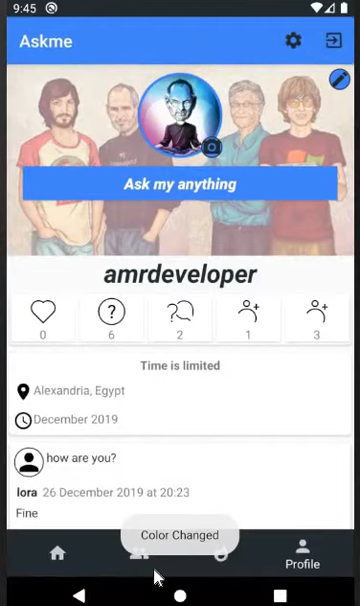 9:45
Askme
Ask my anything
amrdeveloper
0 6 2 1 3
Time is limited
Alexandria, Egypt
December 2019
how are you?
lora 26 December 2019 at 20:23
Fine
Color Changed
Profile